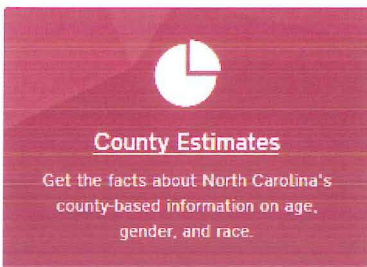 County Estimates
Get the facts about North Carolina's
county-based information on age,
gender, and race.